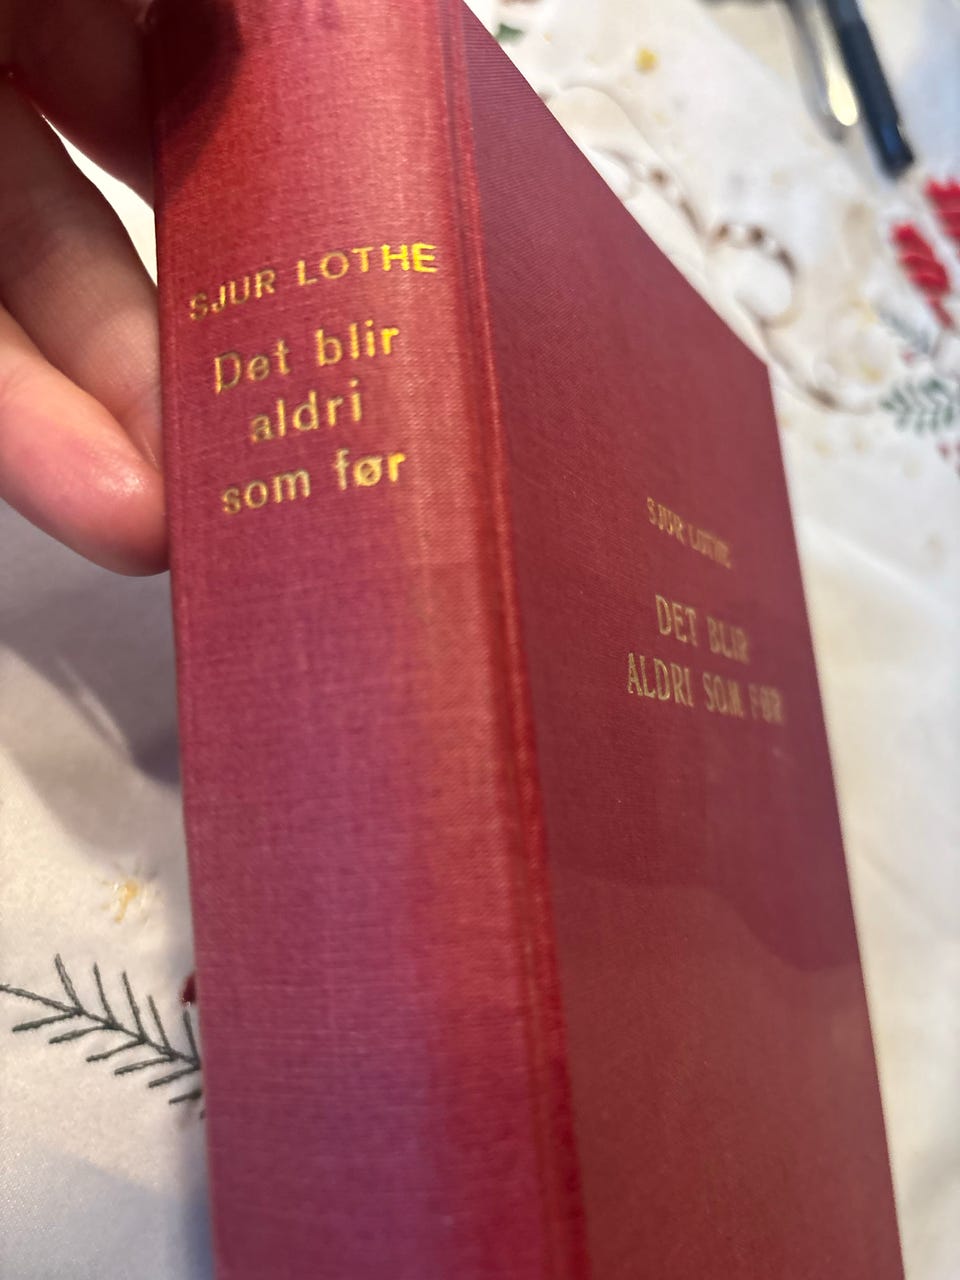 SJUR LOTHE
Det blir
aldri
som før
SJUR LOTHE
DET BLIR
ALDRI SOM FØR